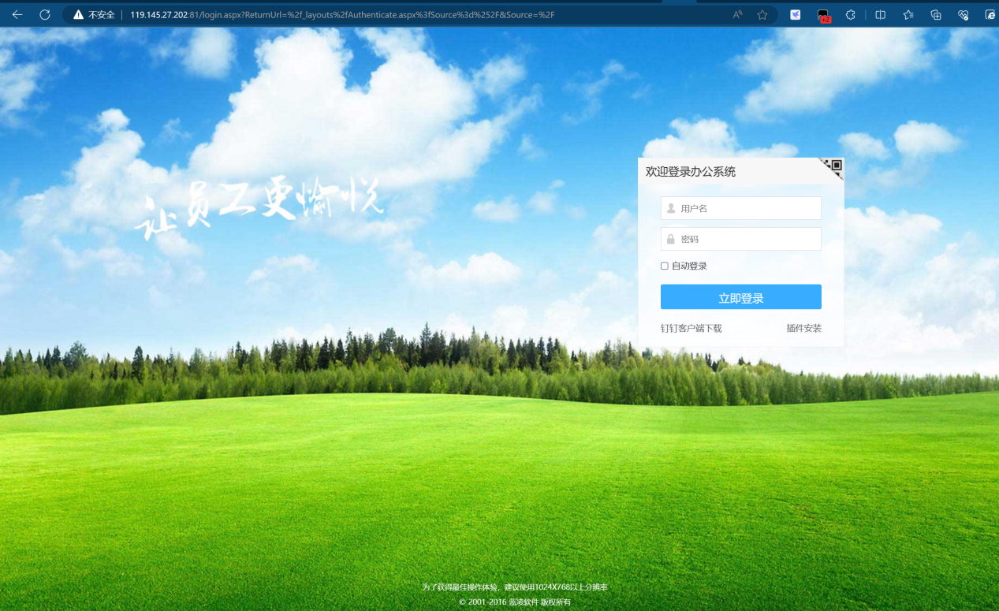 不安全 119.145.27.202:81/login.aspx?ReturnUrl=%2f_layouts%2fAuthenticate.aspx%3fSource%3d%252F&Source=%2F
+2
让员工更愉悦
欢迎登录办公系统
用户名
密码
自动登录
立即登录
钉钉客户端下载 插件安装
为了获得最佳操作体验，建议使用1024X768以上分辨率
© 2001-2016 蓝凌软件 版权所有